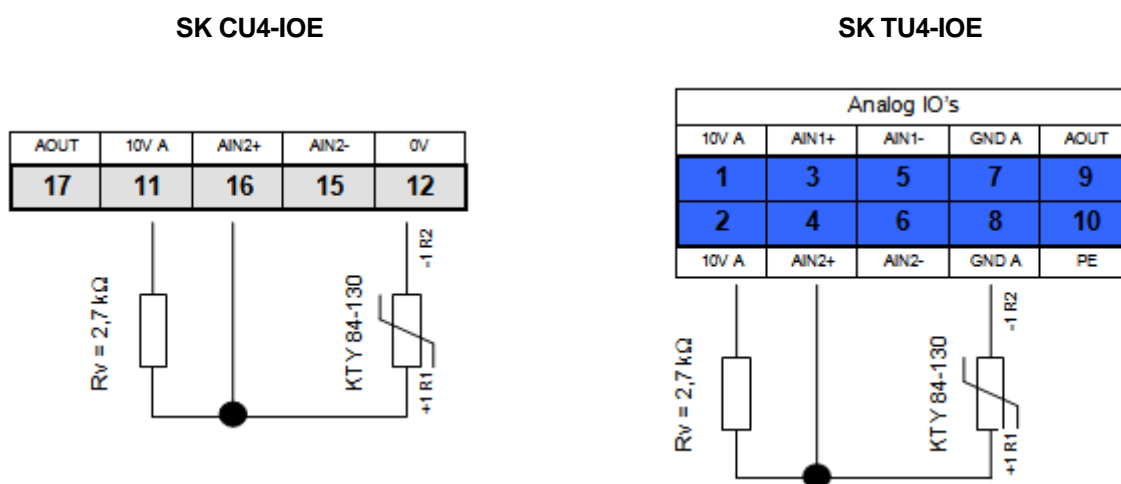 SK CU4-IOE
AOUT 10V A AIN2+ AIN2- 0V
17 11 16 15 12
Rv = 2,7 kΩ
KTY 84-130
-1 R2
+1 R1
SK TU4-IOE
Analog IO's
10V A AIN1+ AIN1- GND A AOUT
1 3 5 7 9
2 4 6 8 10
10V A AIN2+ AIN2- GND A PE
Rv = 2,7 kΩ
KTY 84-130
-1 R2
+1 R1